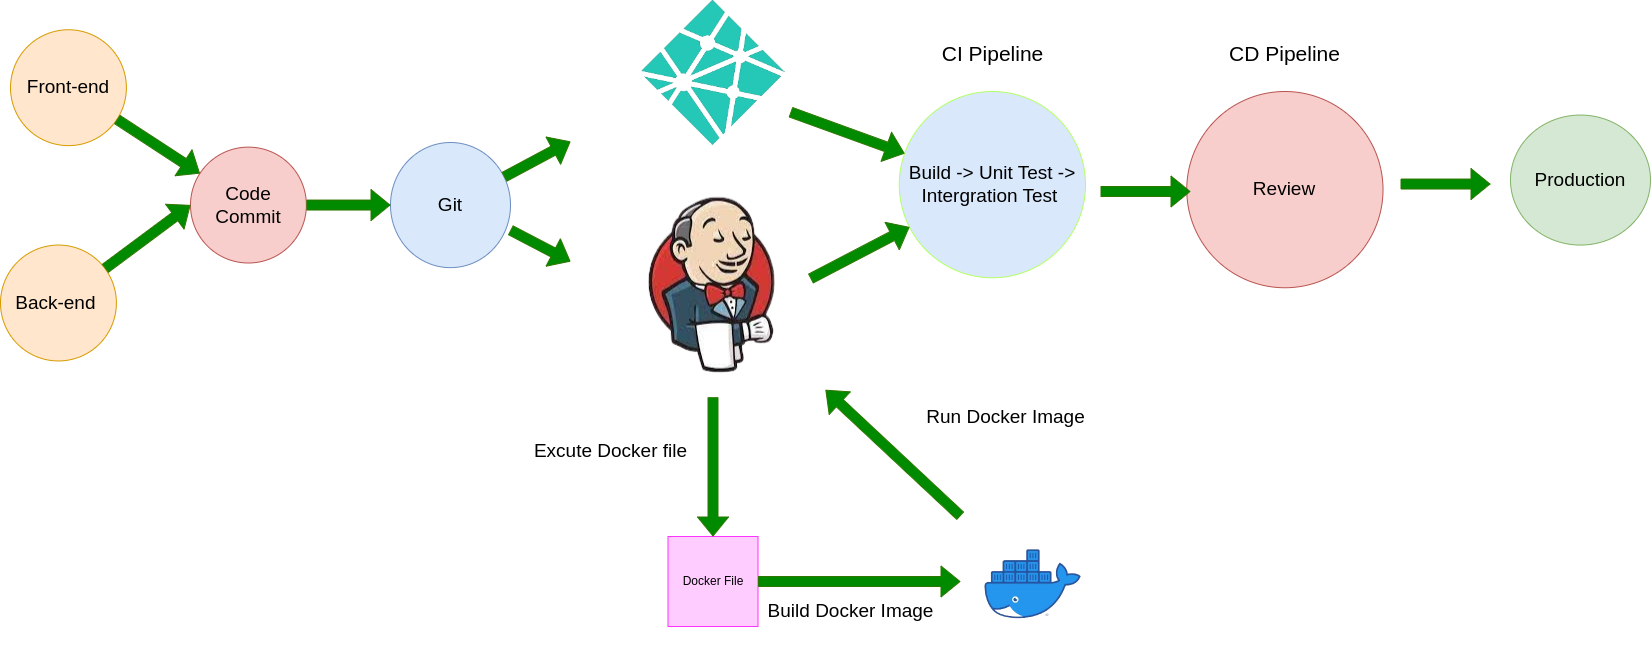 Front-end
Back-end
Code
Commit
Git
CI Pipeline
Build -> Unit Test ->
Intergration Test
CD Pipeline
Review
Production
Excute Docker file
Docker File
Build Docker Image
Run Docker Image